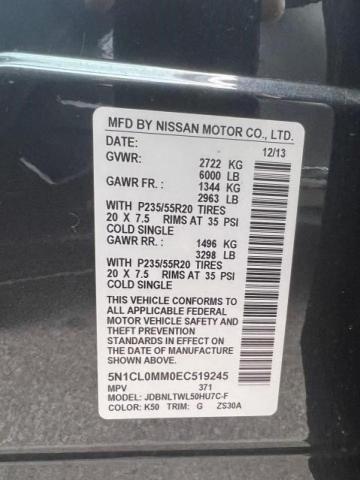 MFD BY NISSAN MOTOR CO., LTD.
DATE: 12/13
GVWR: 2722 KG
6000 LB
GAWR FR.: 1344 KG
2963 LB
WITH P235/55R20 TIRES
20 X 7.5 RIMS AT 35 PSI
COLD SINGLE
GAWR RR.: 1496 KG
3298 LB
WITH P235/55R20 TIRES
20 X 7.5 RIMS AT 35 PSI
COLD SINGLE
THIS VEHICLE CONFORMS TO
ALL APPLICABLE FEDERAL
MOTOR VEHICLE SAFETY AND
THEFT PREVENTION
STANDARDS IN EFFECT
ON THE DATE OF
MANUFACTURE SHOWN ABOVE.
5N1CL0MM0EC519245
MPV 371
MODEL: JDBNLTWL50HU7C-F
COLOR: K50 TRIM: G ZS30A